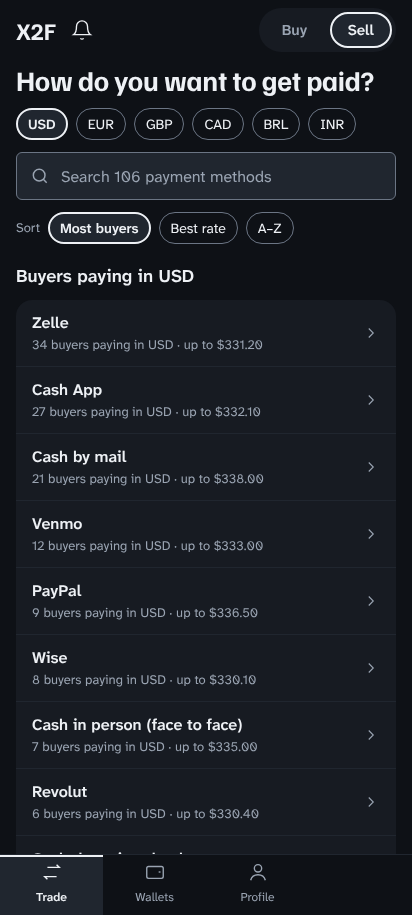 X2F
Buy
Sell
How do you want to get paid?
USD
EUR
GBP
CAD
BRL
INR
Search 106 payment methods
Sort
Most buyers
Best rate
A–Z
Buyers paying in USD
Zelle
34 buyers paying in USD · up to $331.20
Cash App
27 buyers paying in USD · up to $332.10
Cash by mail
21 buyers paying in USD · up to $338.00
Venmo
12 buyers paying in USD · up to $333.00
PayPal
9 buyers paying in USD · up to $336.50
Wise
8 buyers paying in USD · up to $330.10
Cash in person (face to face)
7 buyers paying in USD · up to $335.00
Revolut
6 buyers paying in USD · up to $330.40
Trade
Wallets
Profile